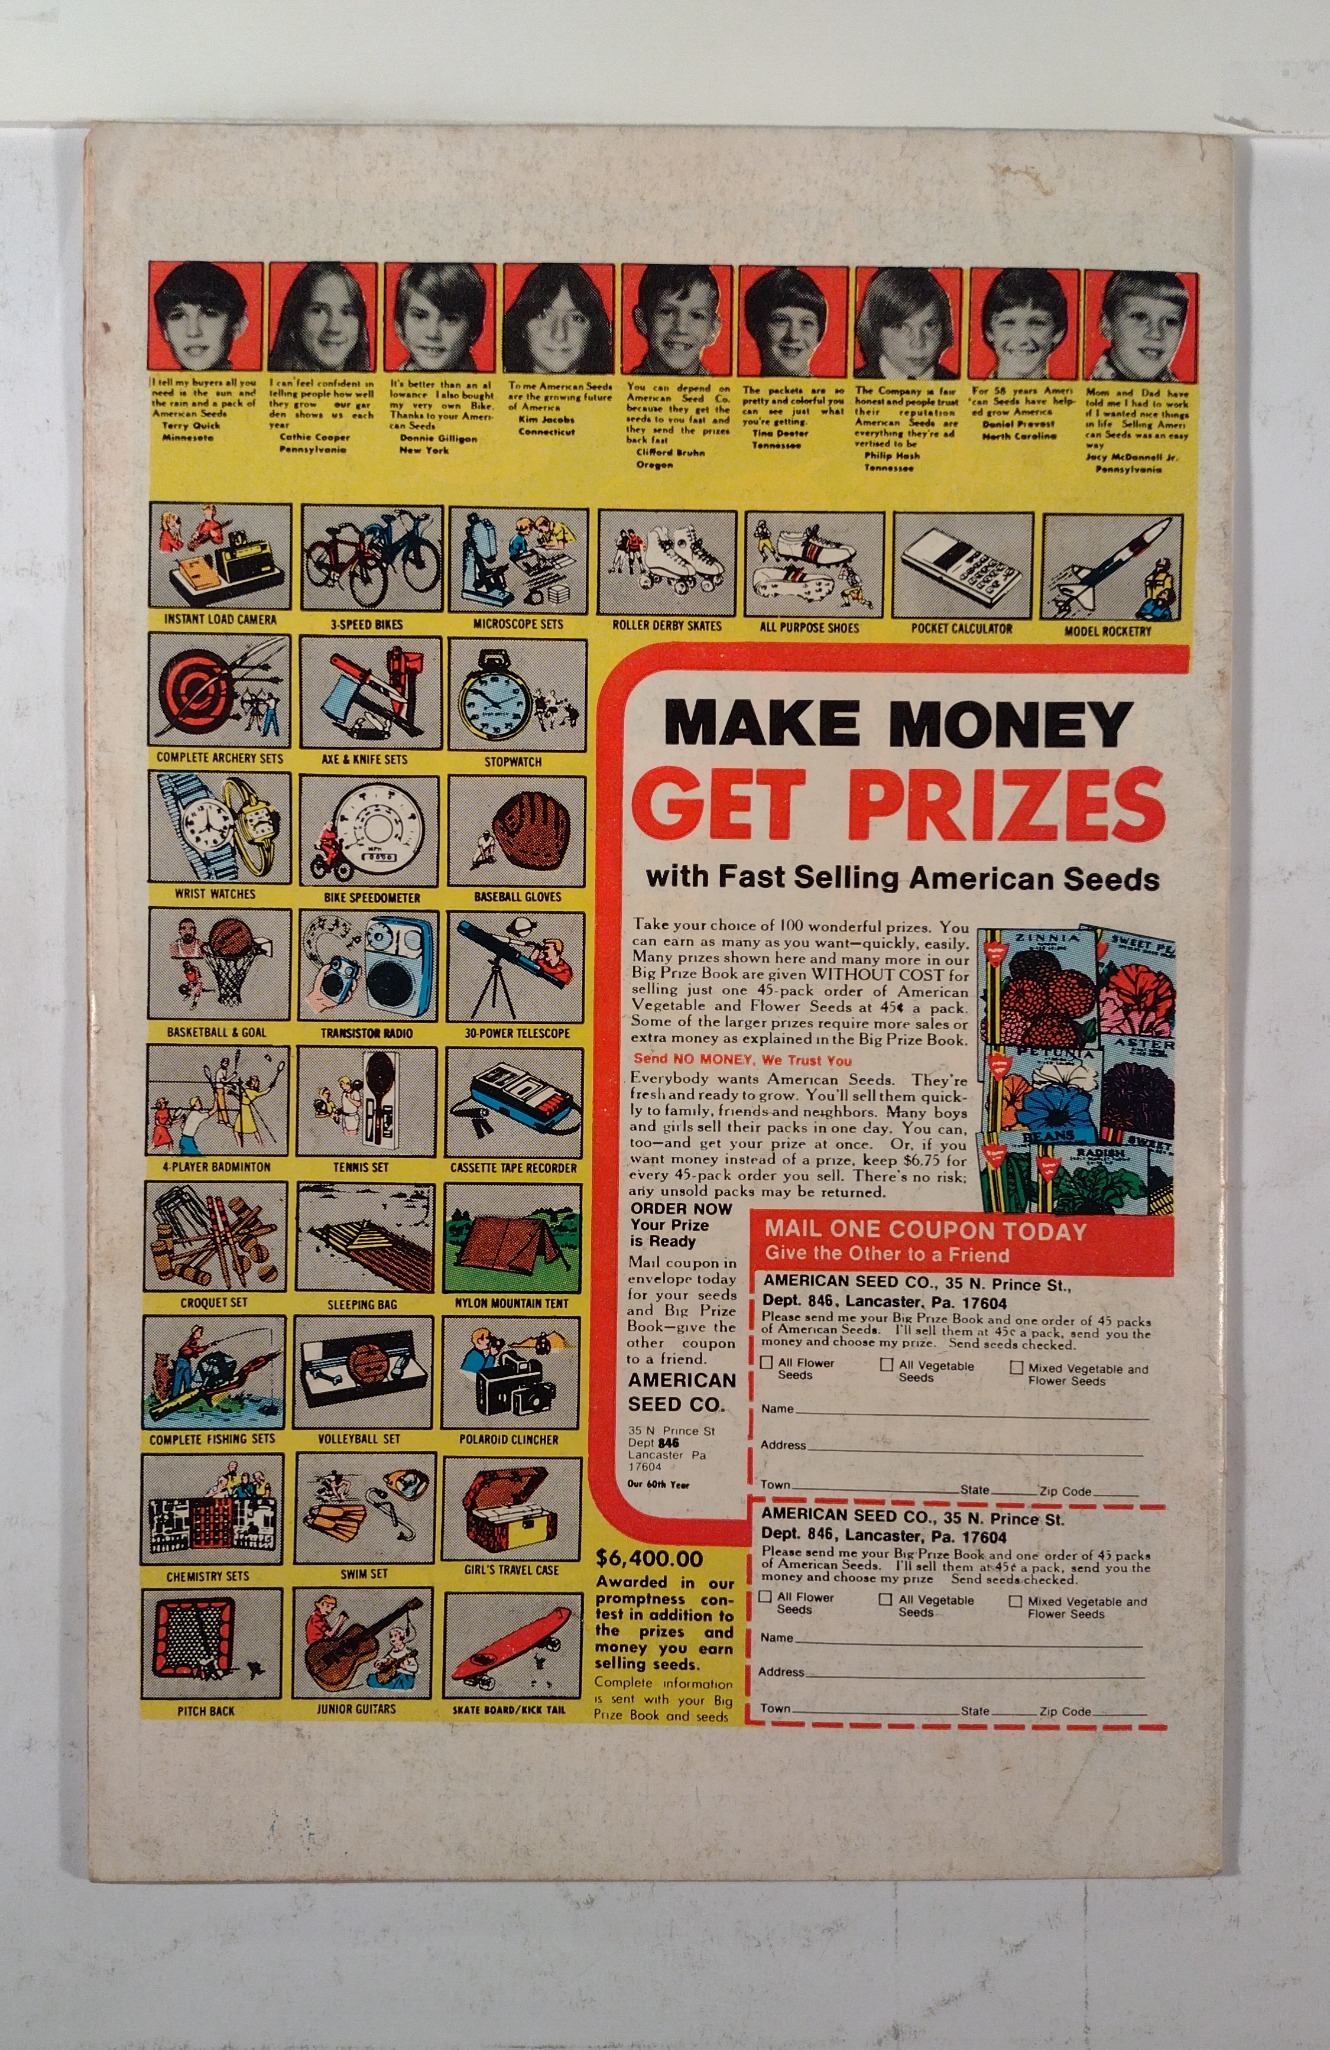 I tell my buyers all you
need is the sun and
the rain and a pack of
American Seeds
Terry Quick
Minnesota
I can feel confident in
telling people how well
they grow our gar
den shows us each
year
Cathie Cooper
Pennsylvania
It's better than an al
lowance I also bought
my very own Bike.
Thanks to your Ameri-
can Seeds
Donnie Gilligan
New York
To me American Seeds
are the growing future
of America
Kim Jacobs
Connecticut
You can depend on
American Seed Co.
because they get the
seeds to you fast and
they send the prizes
back fast
Clifford Bruhn
Oregon
The packets are so
pretty and colorful you
can see just what
you're getting.
Tina Deeter
Tennessee
The Company is fair
honest and people trust
their reputation
American Seeds are
everything they're ad
vertised to be
Philip Hash
Tennessee
For 58 years Ameri
can Seeds have help-
ed grow America
Daniel Provost
North Carolina
Mom and Dad have
told me I had to work
if I wanted nice things
in life Selling Ameri
can Seeds was an easy
way
Jacy McDannell Jr.
Pennsylvania
INSTANT LOAD CAMERA
3-SPEED BIKES
MICROSCOPE SETS
ROLLER DERBY SKATES
ALL PURPOSE SHOES
POCKET CALCULATOR
MODEL ROCKETRY
COMPLETE ARCHERY SETS
AXE & KNIFE SETS
STOPWATCH
WRIST WATCHES
MPH
BIKE SPEEDOMETER
BASEBALL GLOVES
BASKETBALL & GOAL
TRANSISTOR RADIO
30-POWER TELESCOPE
4-PLAYER BADMINTON
TENNIS SET
CASSETTE TAPE RECORDER
CROQUET SET
SLEEPING BAG
NYLON MOUNTAIN TENT
COMPLETE FISHING SETS
VOLLEYBALL SET
POLAROID CLINCHER
CHEMISTRY SETS
SWIM SET
GIRL'S TRAVEL CASE
PITCH BACK
JUNIOR GUITARS
SKATE BOARD/KICK TAIL
MAKE MONEY
GET PRIZES
with Fast Selling American Seeds
Take your choice of 100 wonderful prizes. You
can earn as many as you want—quickly, easily.
Many prizes shown here and many more in our
Big Prize Book are given WITHOUT COST for
selling just one 45-pack order of American
Vegetable and Flower Seeds at 45¢ a pack.
Some of the larger prizes require more sales or
extra money as explained in the Big Prize Book.
Send NO MONEY, We Trust You
Everybody wants American Seeds. They're
fresh and ready to grow. You'll sell them quick-
ly to family, friends and neighbors. Many boys
and girls sell their packs in one day. You can,
too—and get your prize at once. Or, if you
want money instead of a prize, keep $6.75 for
every 45-pack order you sell. There's no risk;
any unsold packs may be returned.
ZINNIA
SWEET PE
ASTER
PETUNIA
BEANS
RADISH
SWEET
ORDER NOW
Your Prize
is Ready
Mail coupon in
envelope today
for your seeds
and Big Prize
Book—give the
other coupon
to a friend.
AMERICAN
SEED CO.
35 N Prince St
Dept 846
Lancaster Pa
17604
Our 60th Year
$6,400.00
Awarded in our
promptness con-
test in addition to
the prizes and
money you earn
selling seeds.
Complete information
is sent with your Big
Prize Book and seeds
MAIL ONE COUPON TODAY
Give the Other to a Friend
AMERICAN SEED CO., 35 N. Prince St.,
Dept. 846, Lancaster, Pa. 17604
Please send me your Big Prize Book and one order of 45 packs
of American Seeds. I'll sell them at 45¢ a pack, send you the
money and choose my prize. Send seeds checked.
All Flower Seeds
All Vegetable Seeds
Mixed Vegetable and Flower Seeds
Name
Address
Town State Zip Code
AMERICAN SEED CO., 35 N. Prince St.
Dept. 846, Lancaster, Pa. 17604
Please send me your Big Prize Book and one order of 45 packs
of American Seeds. I'll sell them at 45¢ a pack, send you the
money and choose my prize Send seeds checked.
All Flower Seeds
All Vegetable Seeds
Mixed Vegetable and Flower Seeds
Name
Address
Town State Zip Code